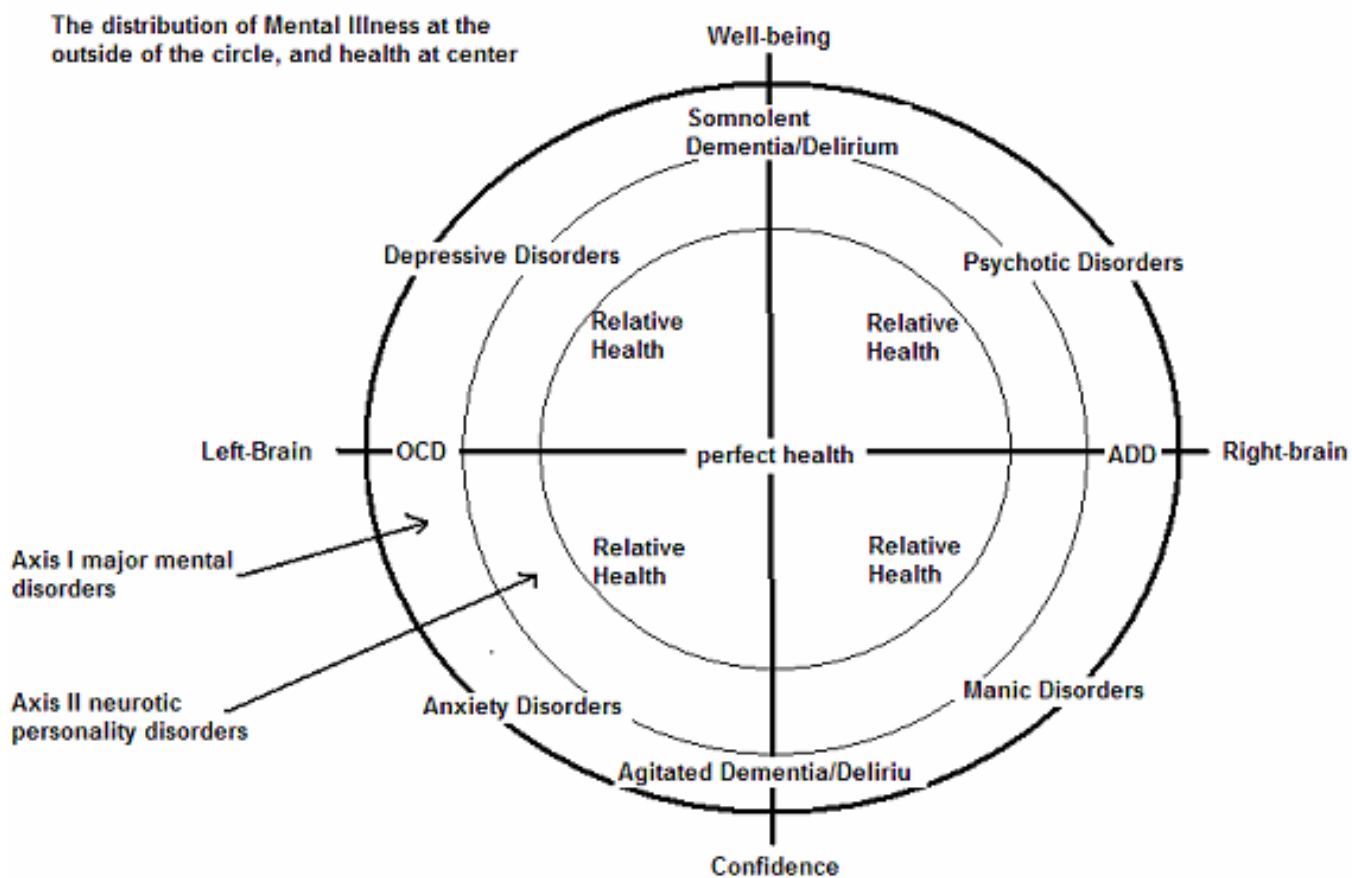 The distribution of Mental Illness at the
outside of the circle, and health at center
Well-being
Somnolent
Dementia/Delirium
Depressive Disorders
Psychotic Disorders
Relative
Health
Relative
Health
Left-Brain
OCD
perfect health
ADD
Right-brain
Axis I major mental
disorders
Relative
Health
Relative
Health
Axis II neurotic
personality disorders
Anxiety Disorders
Manic Disorders
Agitated Dementia/Deliriu
Confidence